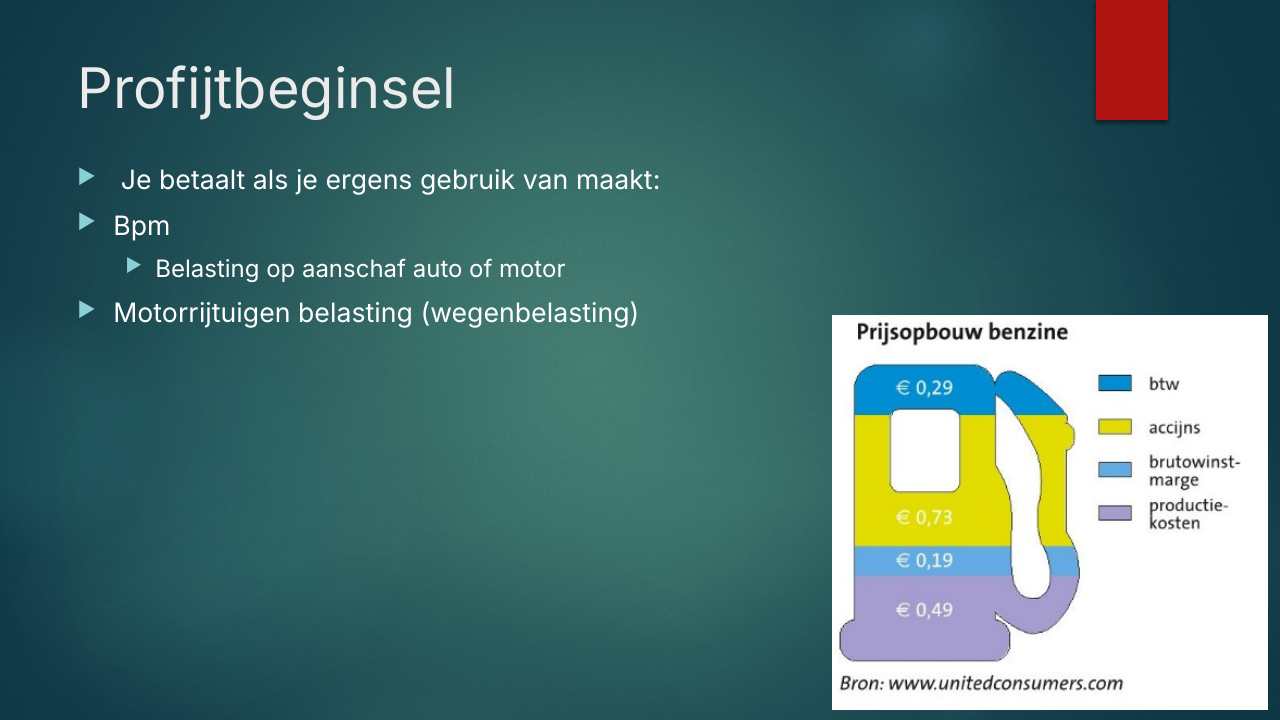 Profijtbeginsel
Je betaalt als je ergens gebruik van maakt:
Bpm
Belasting op aanschaf auto of motor
Motorrijtuigen belasting (wegenbelasting)
Prijsopbouw benzine
€ 0,29
€ 0,73
€ 0,19
€ 0,49
btw
accijns
brutowinst-
marge
productie-
kosten
Bron: www.unitedconsumers.com